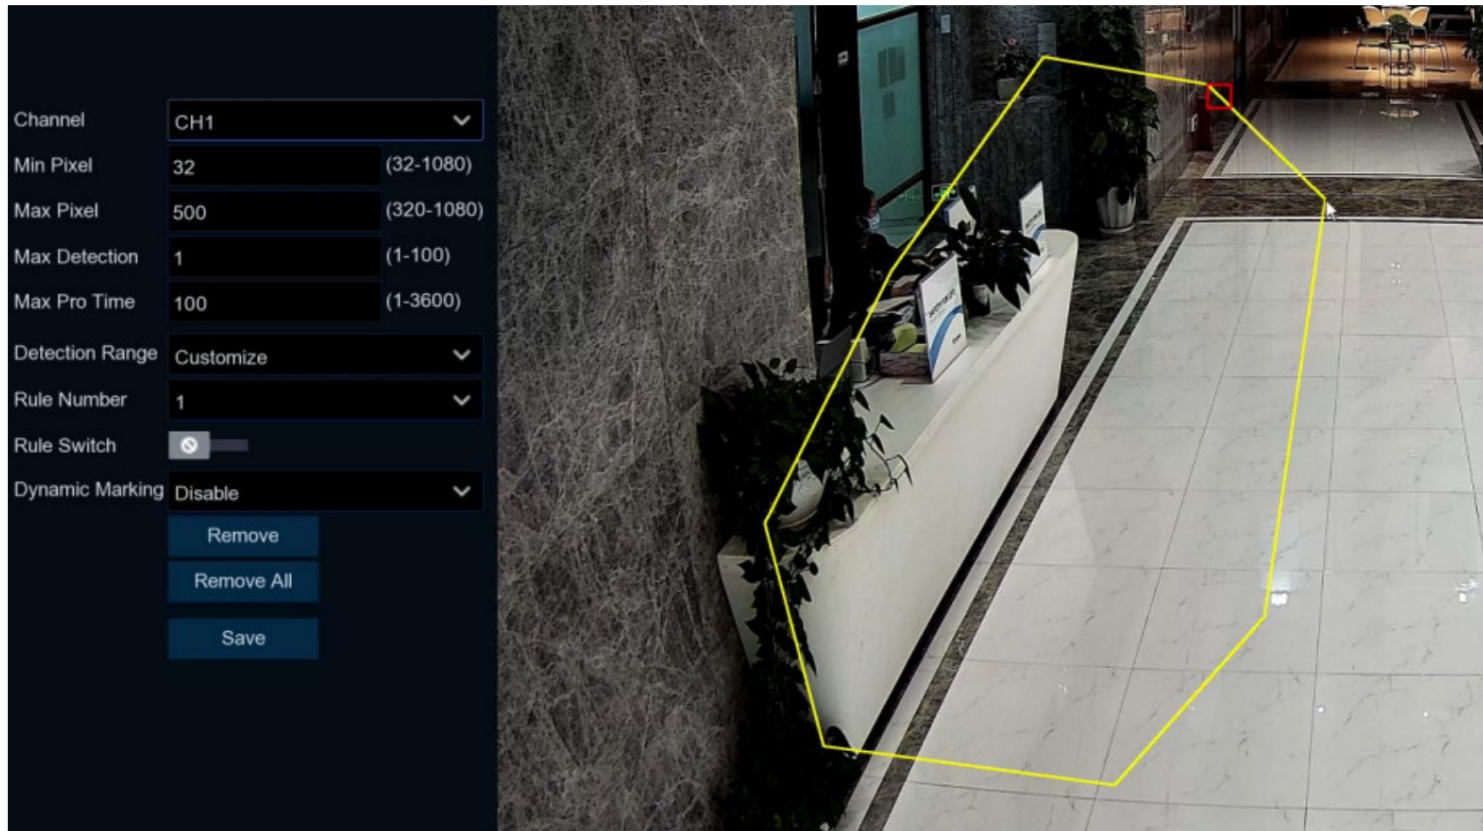 Channel CH1
Min Pixel 32 (32-1080)
Max Pixel 500 (320-1080)
Max Detection 1 (1-100)
Max Pro Time 100 (1-3600)
Detection Range Customize
Rule Number 1
Rule Switch
Dynamic Marking Disable
Remove
Remove All
Save